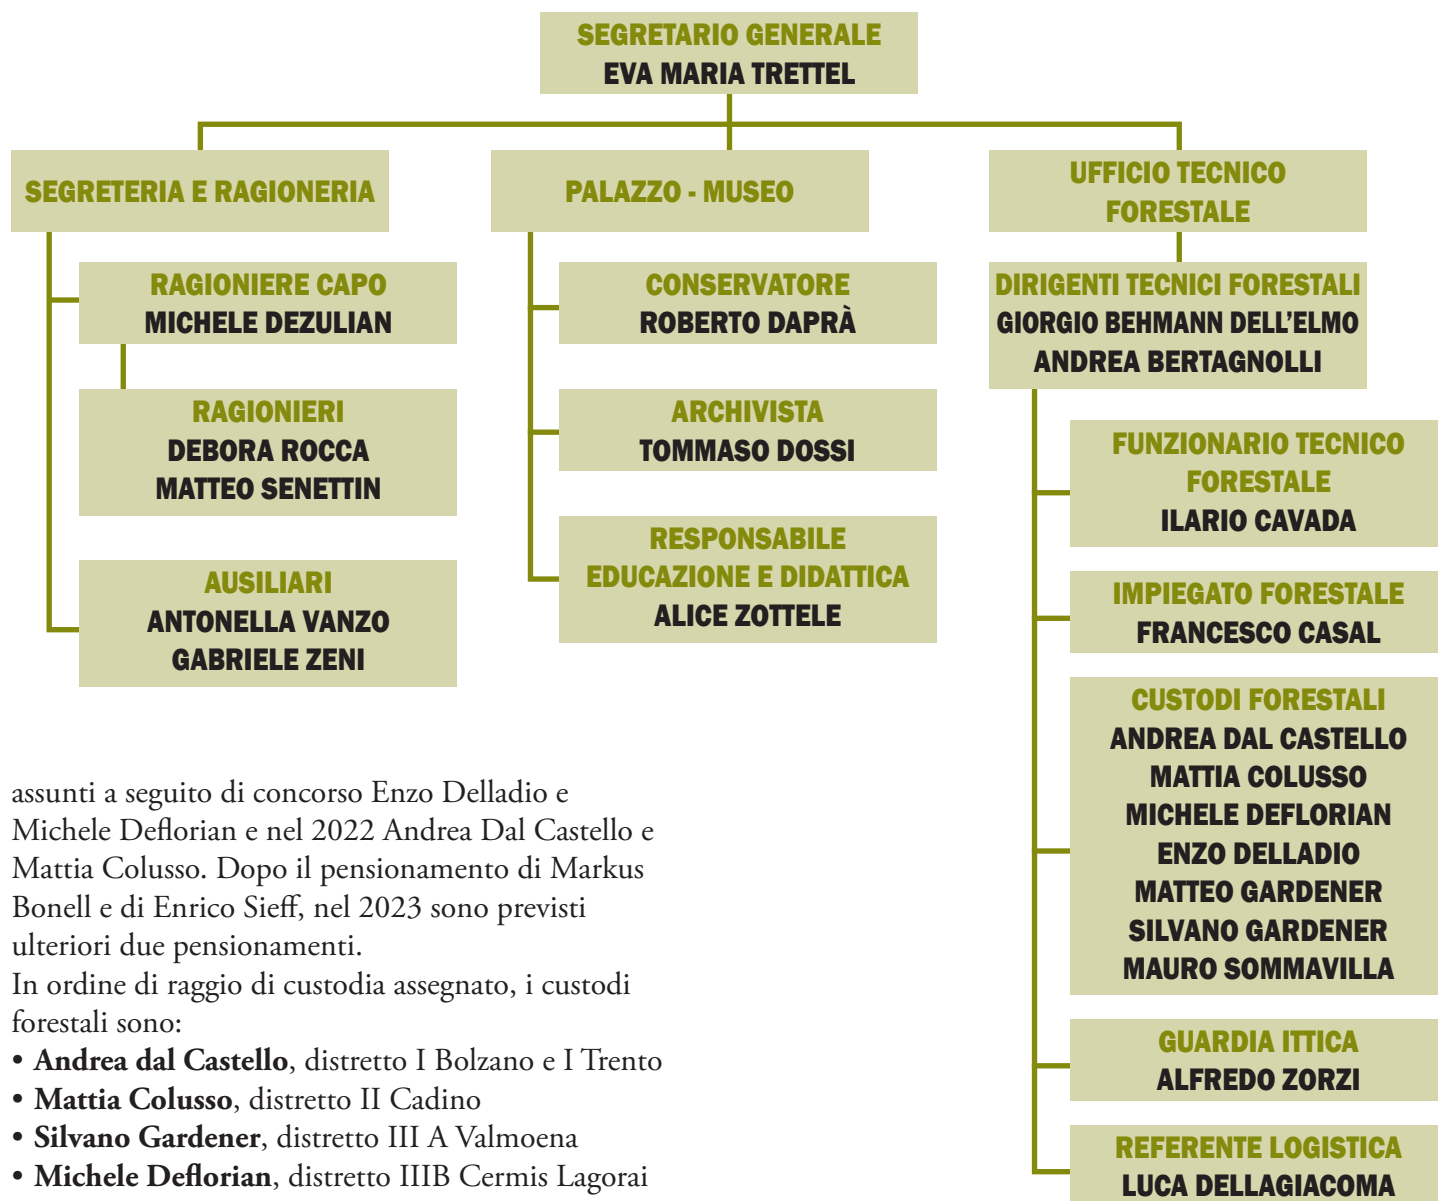 SEGRETARIO GENERALE
EVA MARIA TRETTEL
SEGRETERIA E RAGIONERIA
RAGIONIERE CAPO
MICHELE DEZULIAN
RAGIONIERI
DEBORA ROCCA
MATTEO SENETTIN
AUSILIARI
ANTONELLA VANZO
GABRIELE ZENI
PALAZZO - MUSEO
CONSERVATORE
ROBERTO DAPRÀ
ARCHIVISTA
TOMMASO DOSSI
RESPONSABILE
EDUCAZIONE E DIDATTICA
ALICE ZOTTELE
UFFICIO TECNICO
FORESTALE
DIRIGENTI TECNICI FORESTALI
GIORGIO BEHMANN DELL'ELMO
ANDREA BERTAGNOLLI
FUNZIONARIO TECNICO
FORESTALE
ILARIO CAVADA
IMPIEGATO FORESTALE
FRANCESCO CASAL
CUSTODI FORESTALI
ANDREA DAL CASTELLO
MATTIA COLUSSO
MICHELE DEFLORIAN
ENZO DELLADIO
MATTEO GARDENER
SILVANO GARDENER
MAURO SOMMAVILLA
GUARDIA ITTICA
ALFREDO ZORZI
REFERENTE LOGISTICA
LUCA DELLAGIACOMA
assunti a seguito di concorso Enzo Delladio e
Michele Deflorian e nel 2022 Andrea Dal Castello e
Mattia Colusso. Dopo il pensionamento di Markus
Bonell e di Enrico Sieff, nel 2023 sono previsti
ulteriori due pensionamenti.
In ordine di raggio di custodia assegnato, i custodi
forestali sono:
• Andrea dal Castello, distretto I Bolzano e I Trento
• Mattia Colusso, distretto II Cadino
• Silvano Gardener, distretto III A Valmoena
• Michele Deflorian, distretto IIIB Cermis Lagorai